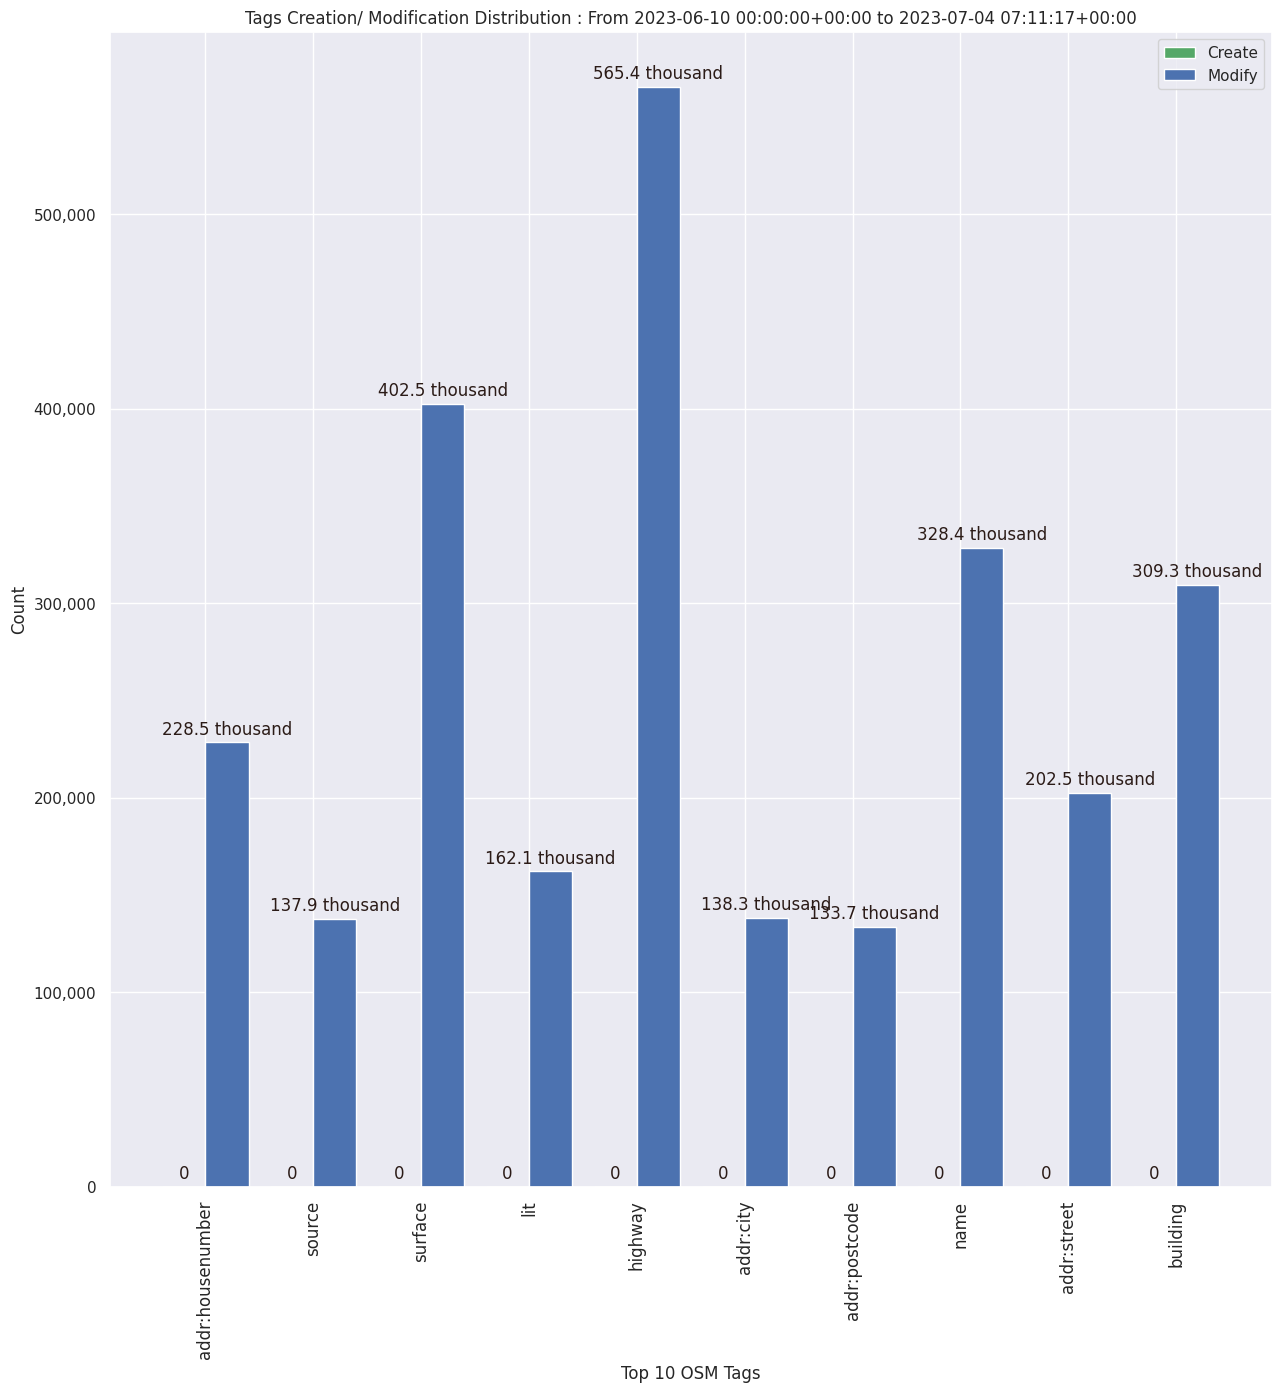 Tags Creation/ Modification Distribution : From 2023-06-10 00:00:00+00:00 to 2023-07-04 07:11:17+00:00
Create
Modify
565.4 thousand
500,000
402.5 thousand
400,000
328.4 thousand
309.3 thousand
300,000
228.5 thousand
202.5 thousand
200,000
162.1 thousand
137.9 thousand
138.3 thousand
133.7 thousand
100,000
0
0 0 0 0 0 0 0 0 0 0
Count
addr:housenumber
source
surface
lit
highway
addr:city
addr:postcode
name
addr:street
building
Top 10 OSM Tags